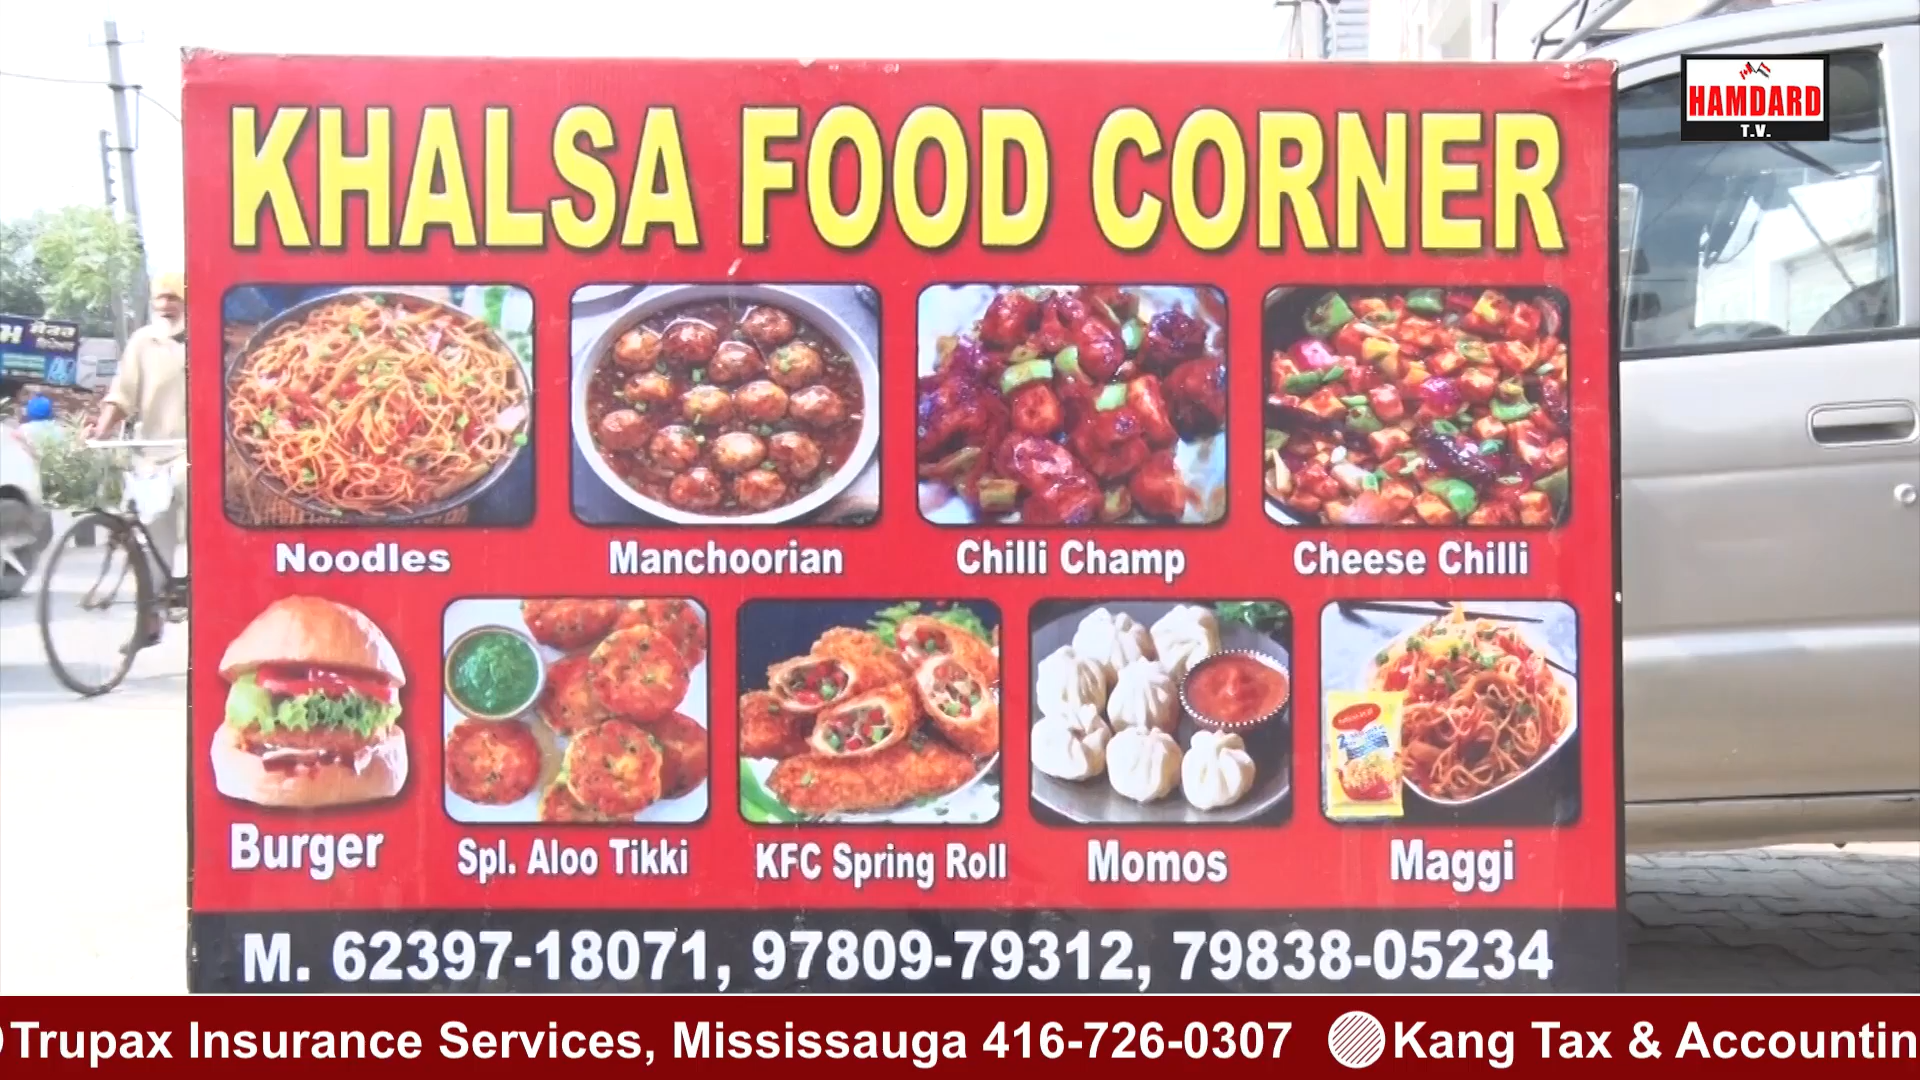 HAMDARD
T.V.
KHALSA FOOD CORNER
Noodles
Manchoorian
Chilli Champ
Cheese Chilli
Burger
Spl. Aloo Tikki
KFC Spring Roll
Momos
Maggi
M. 62397-18071, 97809-79312, 79838-05234
Trupax Insurance Services, Mississauga 416-726-0307
Kang Tax & Accountin